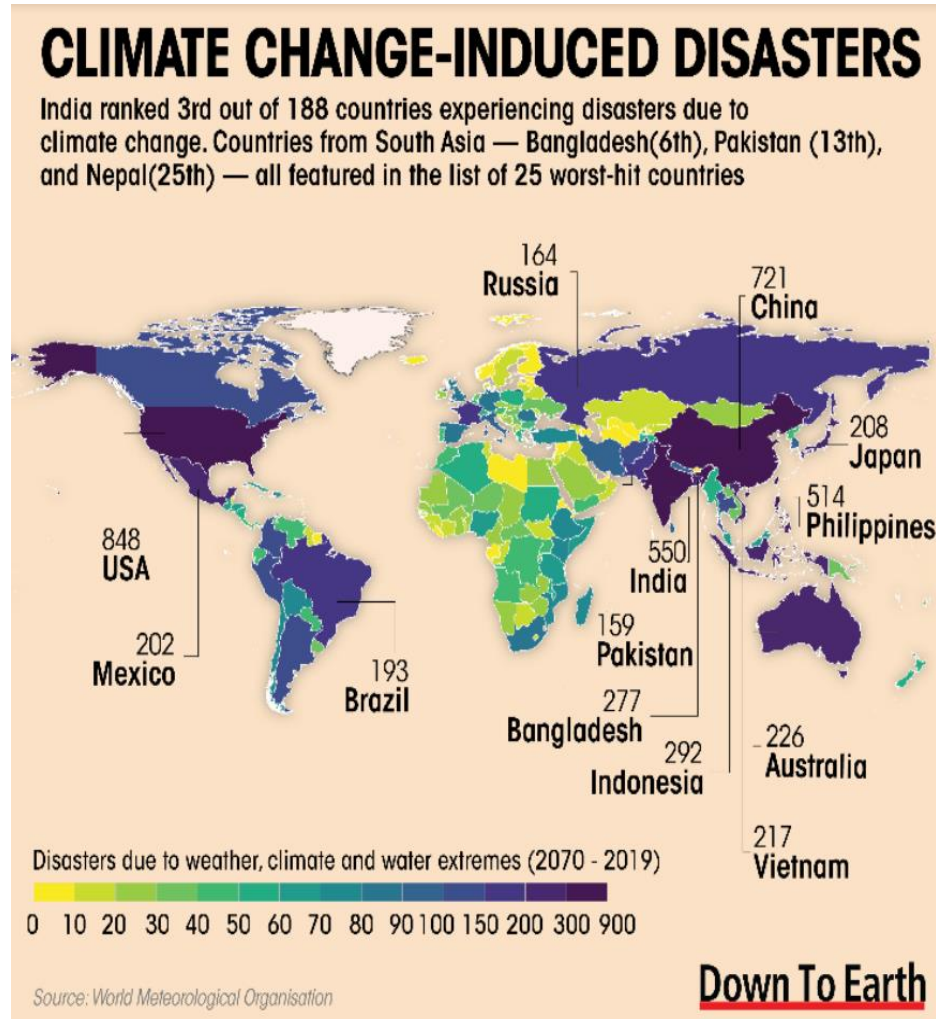 CLIMATE CHANGE-INDUCED DISASTERS
India ranked 3rd out of 188 countries experiencing disasters due to
climate change. Countries from South Asia — Bangladesh(6th), Pakistan (13th),
and Nepal(25th) — all featured in the list of 25 worst-hit countries
164
Russia
721
China
208
Japan
514
Philippines
848
USA
550
India
202
Mexico
193
Brazil
159
Pakistan
277
Bangladesh
292
Indonesia
226
Australia
217
Vietnam
Disasters due to weather, climate and water extremes (2070 - 2019)
0 10 20 30 40 50 60 70 80 90 100 150 200 300 900
Source: World Meteorological Organisation
Down To Earth